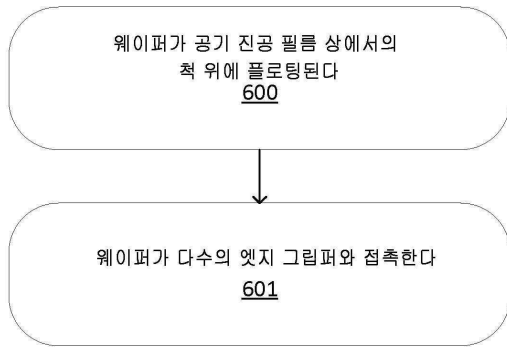 웨이퍼가 공기 진공 필름 상에서의
척 위에 플로팅된다
600
웨이퍼가 다수의 엣지 그립퍼와 접촉한다
601